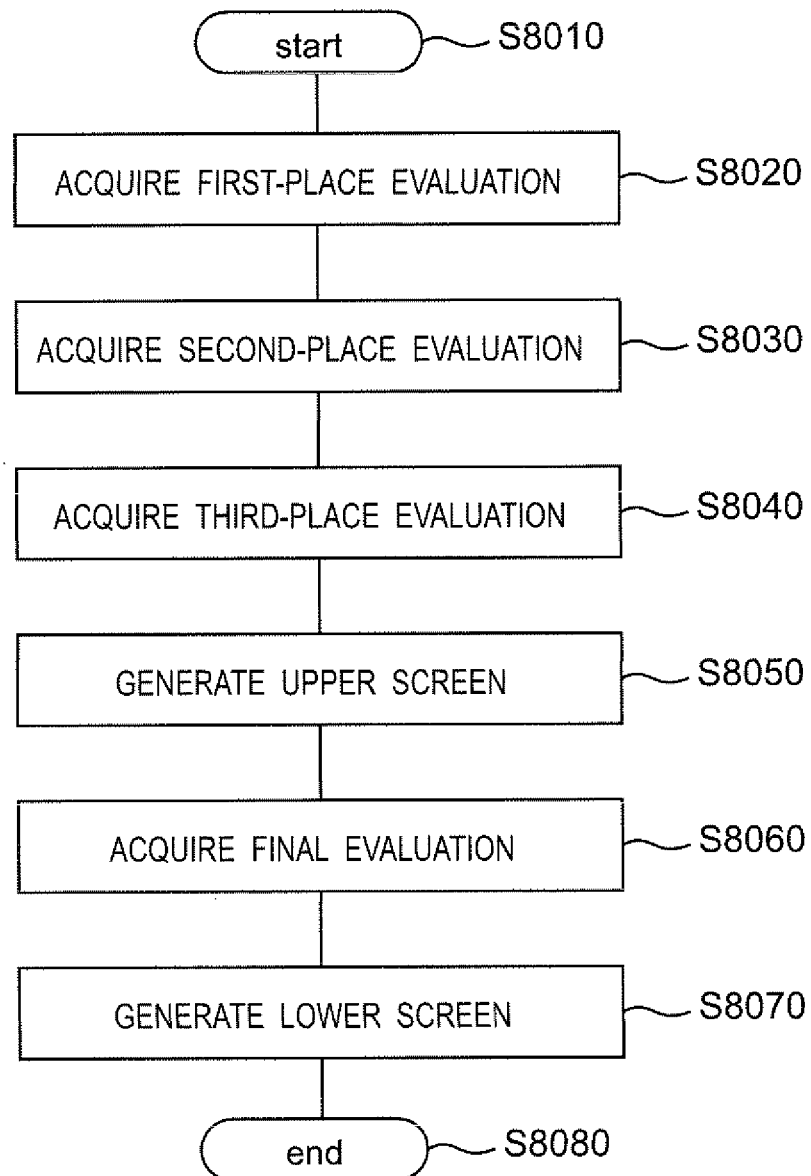 start S8010
ACQUIRE FIRST-PLACE EVALUATION S8020
ACQUIRE SECOND-PLACE EVALUATION S8030
ACQUIRE THIRD-PLACE EVALUATION S8040
GENERATE UPPER SCREEN S8050
ACQUIRE FINAL EVALUATION S8060
GENERATE LOWER SCREEN S8070
end S8080